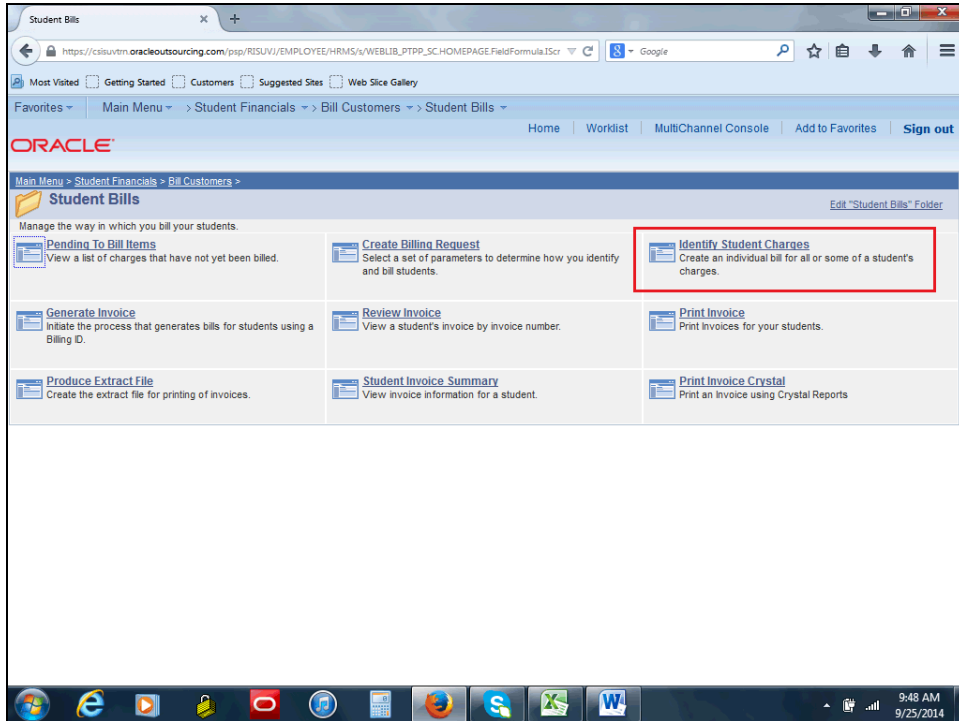 Student Bills
https://csisuvtrn.oracleoutsourcing.com/psp/RISUVJ/EMPLOYEE/HRMS/s/WEBLIB_PTPP_SC.HOMEPAGE.FieldFormula.IScr
Google
Most Visited Getting Started Customers Suggested Sites Web Slice Gallery
Favorites Main Menu > Student Financials > Bill Customers > Student Bills
Home Worklist MultiChannel Console Add to Favorites Sign out
ORACLE
Main Menu > Student Financials > Bill Customers >
Student Bills
Edit "Student Bills" Folder
Manage the way in which you bill your students.
Pending To Bill Items
View a list of charges that have not yet been billed.
Create Billing Request
Select a set of parameters to determine how you identify
and bill students.
Identify Student Charges
Create an individual bill for all or some of a student's
charges.
Generate Invoice
Initiate the process that generates bills for students using a
Billing ID.
Review Invoice
View a student's invoice by invoice number.
Print Invoice
Print Invoices for your students.
Produce Extract File
Create the extract file for printing of invoices.
Student Invoice Summary
View invoice information for a student.
Print Invoice Crystal
Print an Invoice using Crystal Reports
9:48 AM
9/25/2014